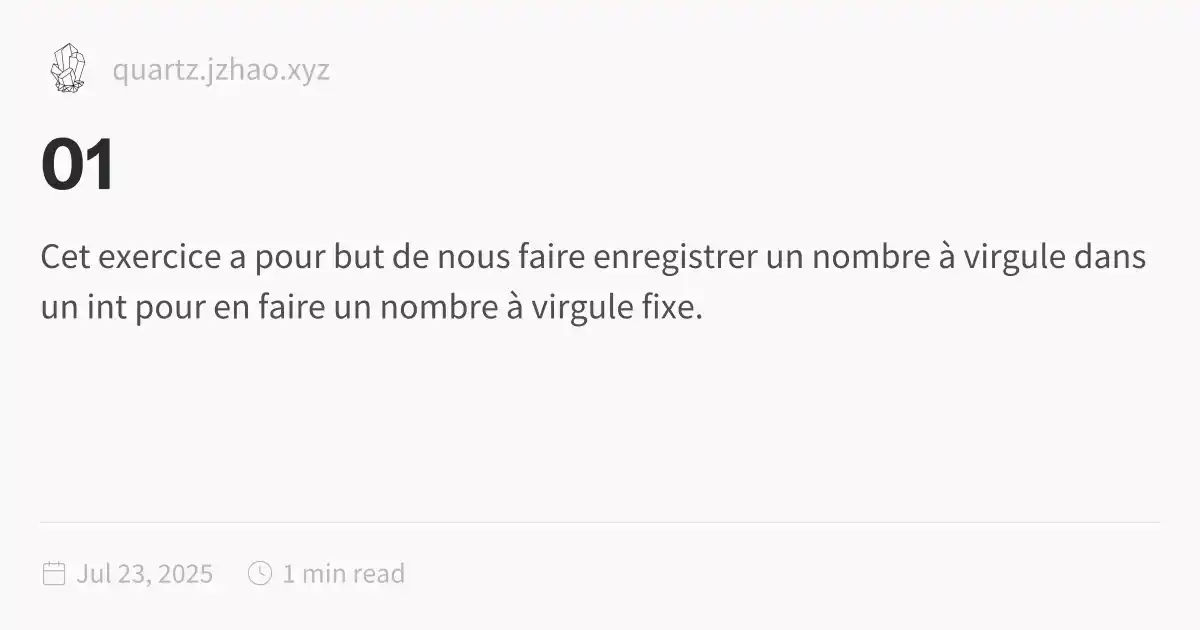 quartz.jzhao.xyz
01
Cet exercice a pour but de nous faire enregistrer un nombre à virgule dans
un int pour en faire un nombre à virgule fixe.
Jul 23, 2025 1 min read